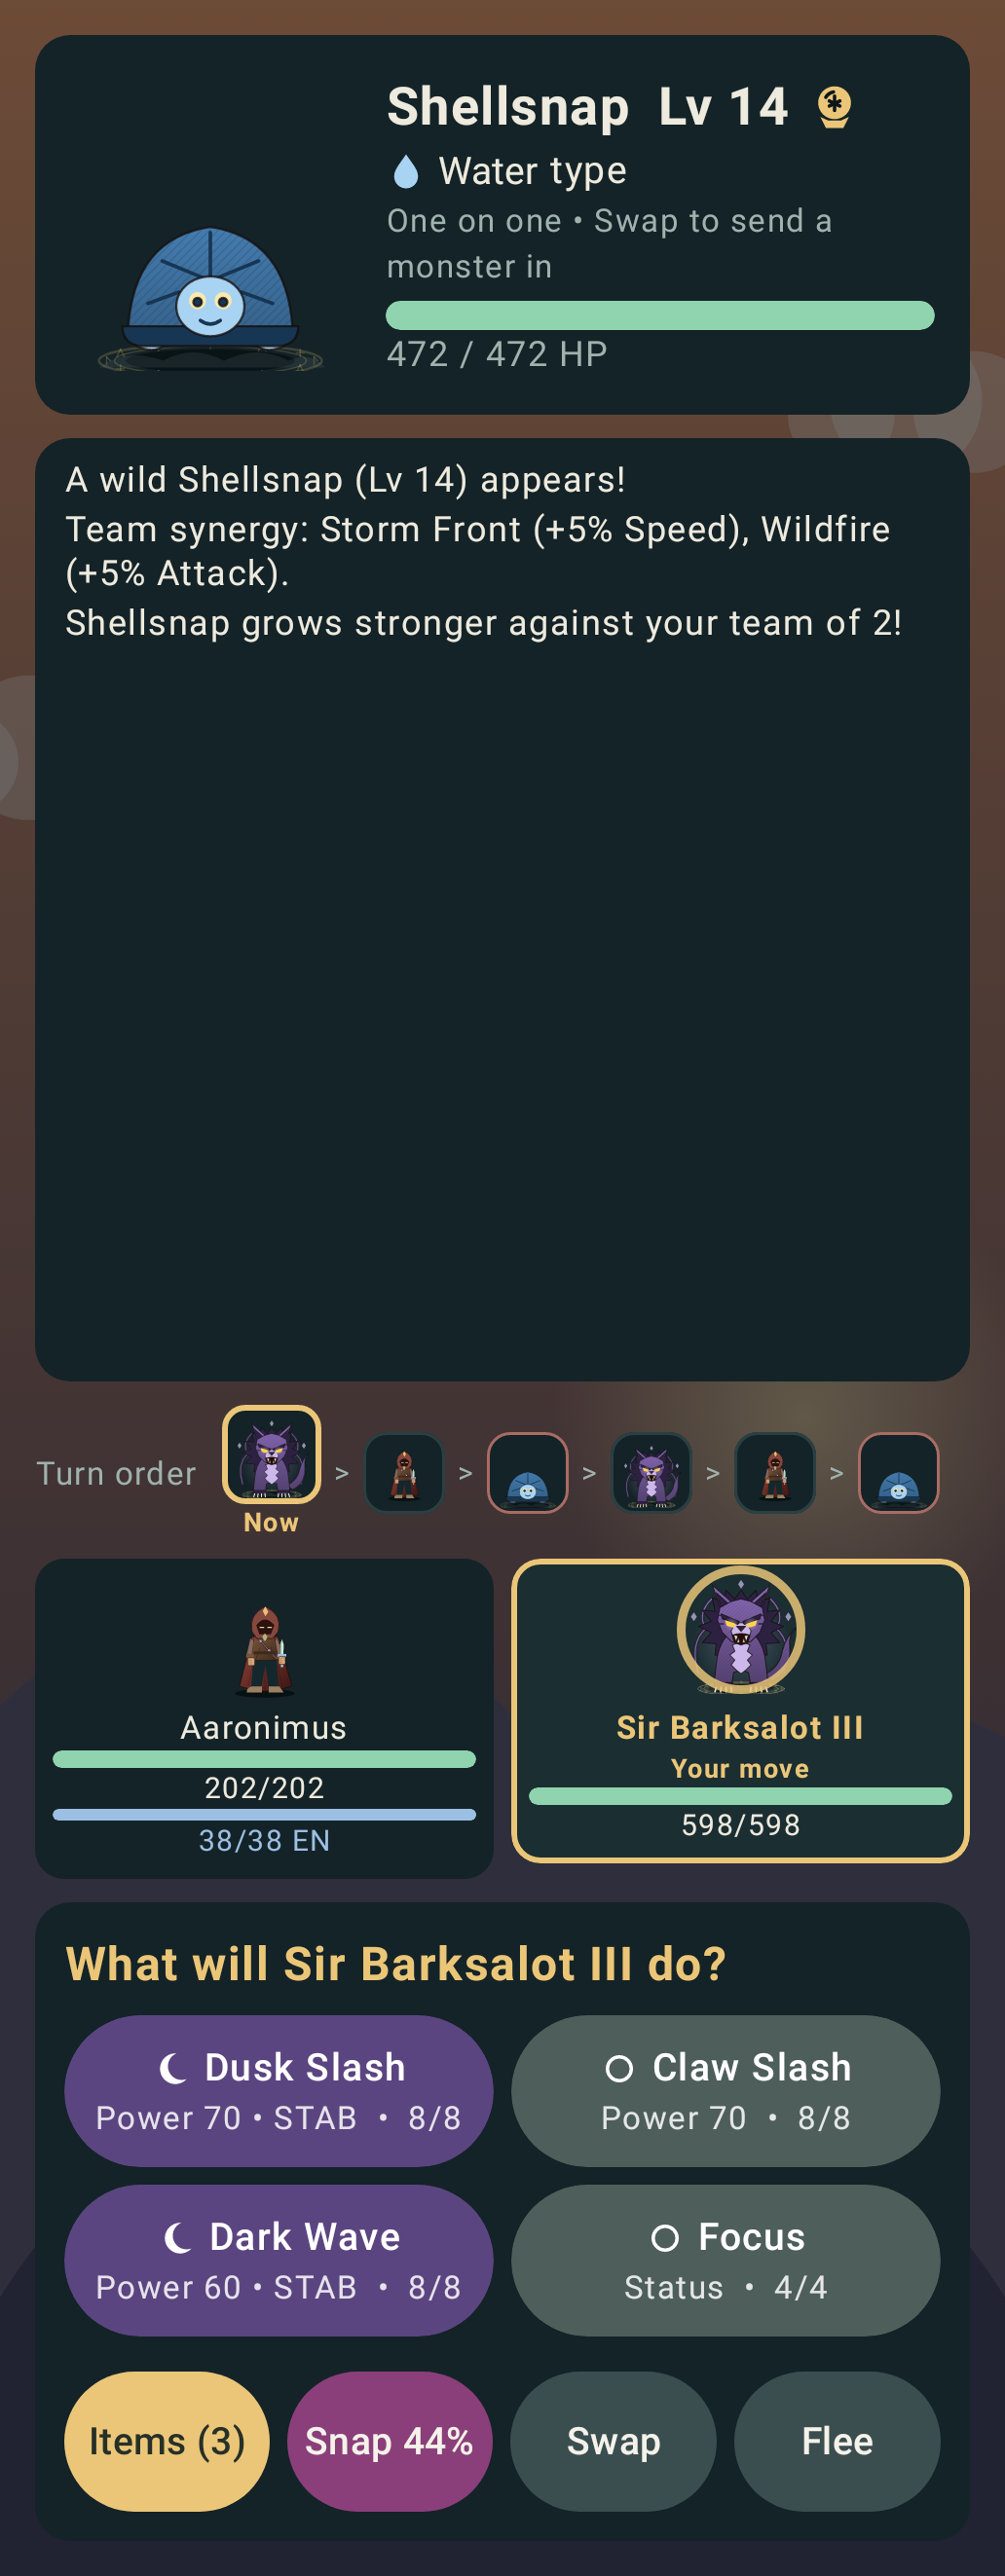 Shellsnap Lv 14
Water type
One on one • Swap to send a
monster in
472 / 472 HP
A wild Shellsnap (Lv 14) appears!
Team synergy: Storm Front (+5% Speed), Wildfire
(+5% Attack).
Shellsnap grows stronger against your team of 2!
Turn order > > > > >
Now
Aaronimus
202/202
38/38 EN
Sir Barksalot III
Your move
598/598
What will Sir Barksalot III do?
Dusk Slash
Power 70 • STAB • 8/8
Claw Slash
Power 70 • 8/8
Dark Wave
Power 60 • STAB • 8/8
Focus
Status • 4/4
Items (3)
Snap 44%
Swap
Flee